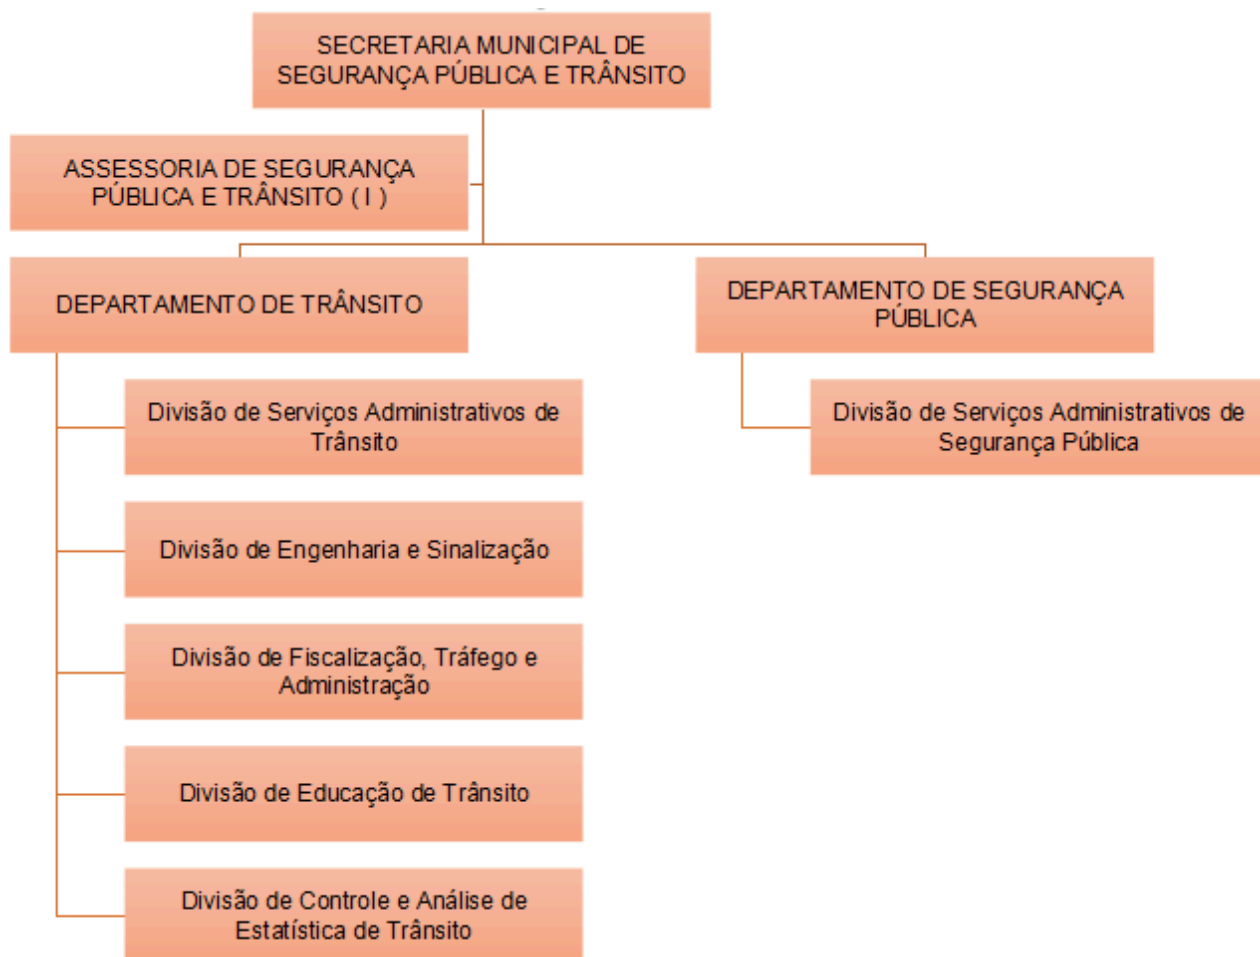 SECRETARIA MUNICIPAL DE
SEGURANÇA PÚBLICA E TRÂNSITO
ASSESSORIA DE SEGURANÇA
PÚBLICA E TRÂNSITO ( I )
DEPARTAMENTO DE TRÂNSITO
DEPARTAMENTO DE SEGURANÇA
PÚBLICA
Divisão de Serviços Administrativos de
Trânsito
Divisão de Serviços Administrativos de
Segurança Pública
Divisão de Engenharia e Sinalização
Divisão de Fiscalização, Tráfego e
Administração
Divisão de Educação de Trânsito
Divisão de Controle e Análise de
Estatística de Trânsito